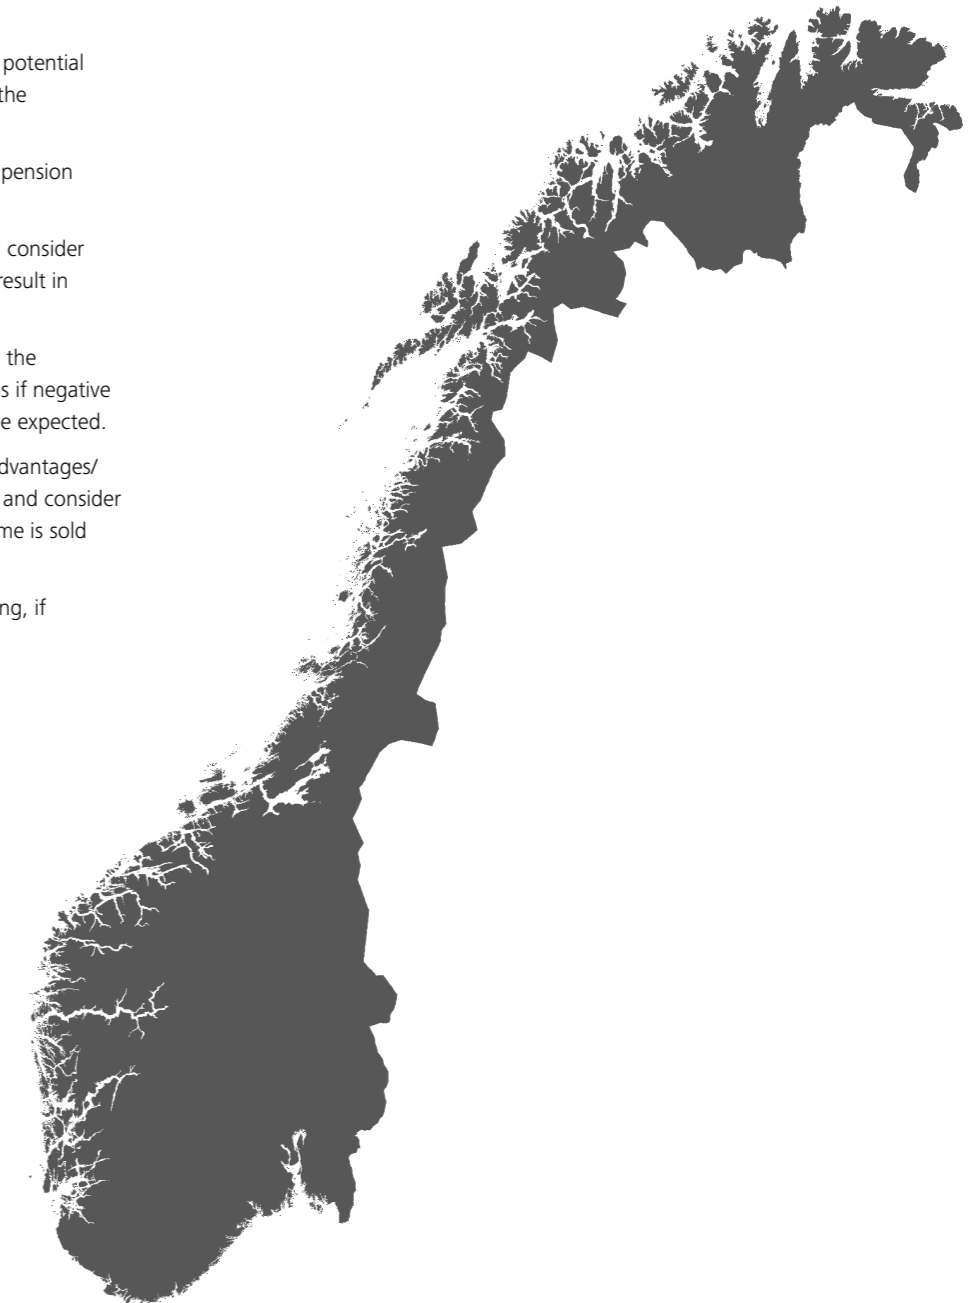 potential
the
pension
consider
result in
the
s if negative
e expected.
dvantages/
and consider
me is sold
ng, if